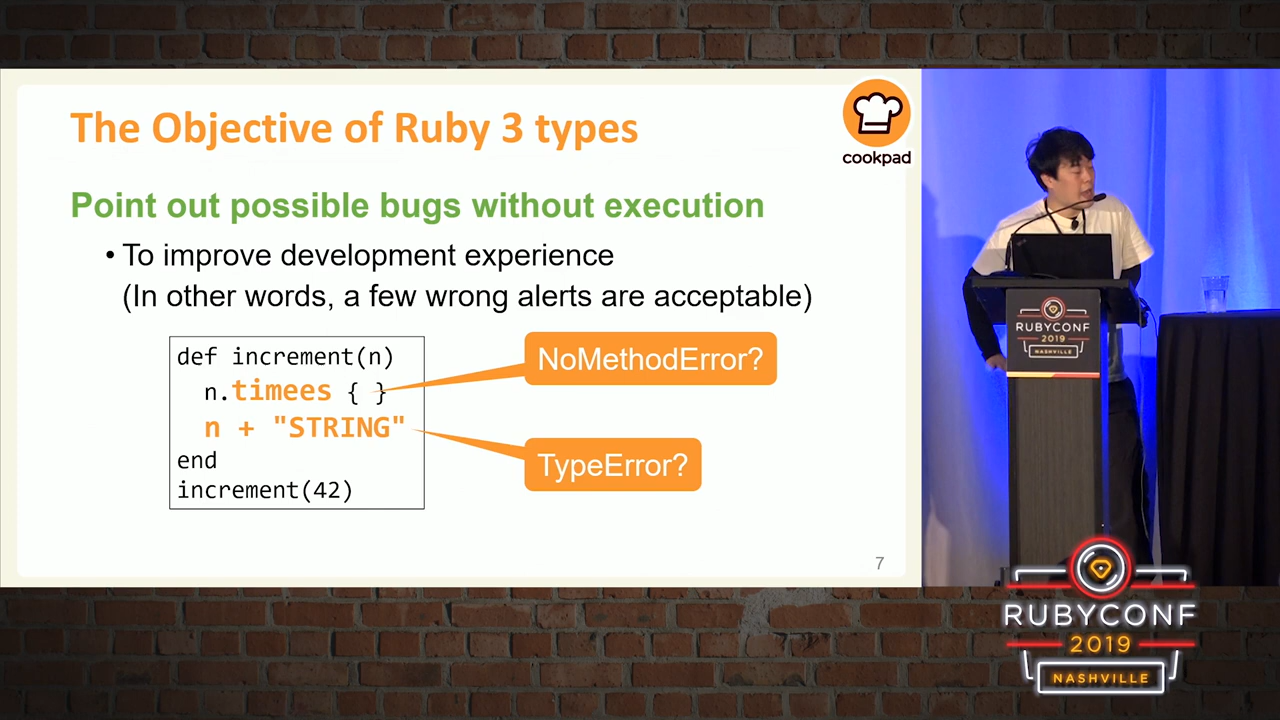 The Objective of Ruby 3 types
cookpad
Point out possible bugs without execution
• To improve development experience
(In other words, a few wrong alerts are acceptable)
def increment(n)
n.timees { }
n + "STRING"
end
increment(42)
NoMethodError?
TypeError?
7
RUBYCONF
2019
NASHVILLE
RUBYCONF
2019
NASHVILLE